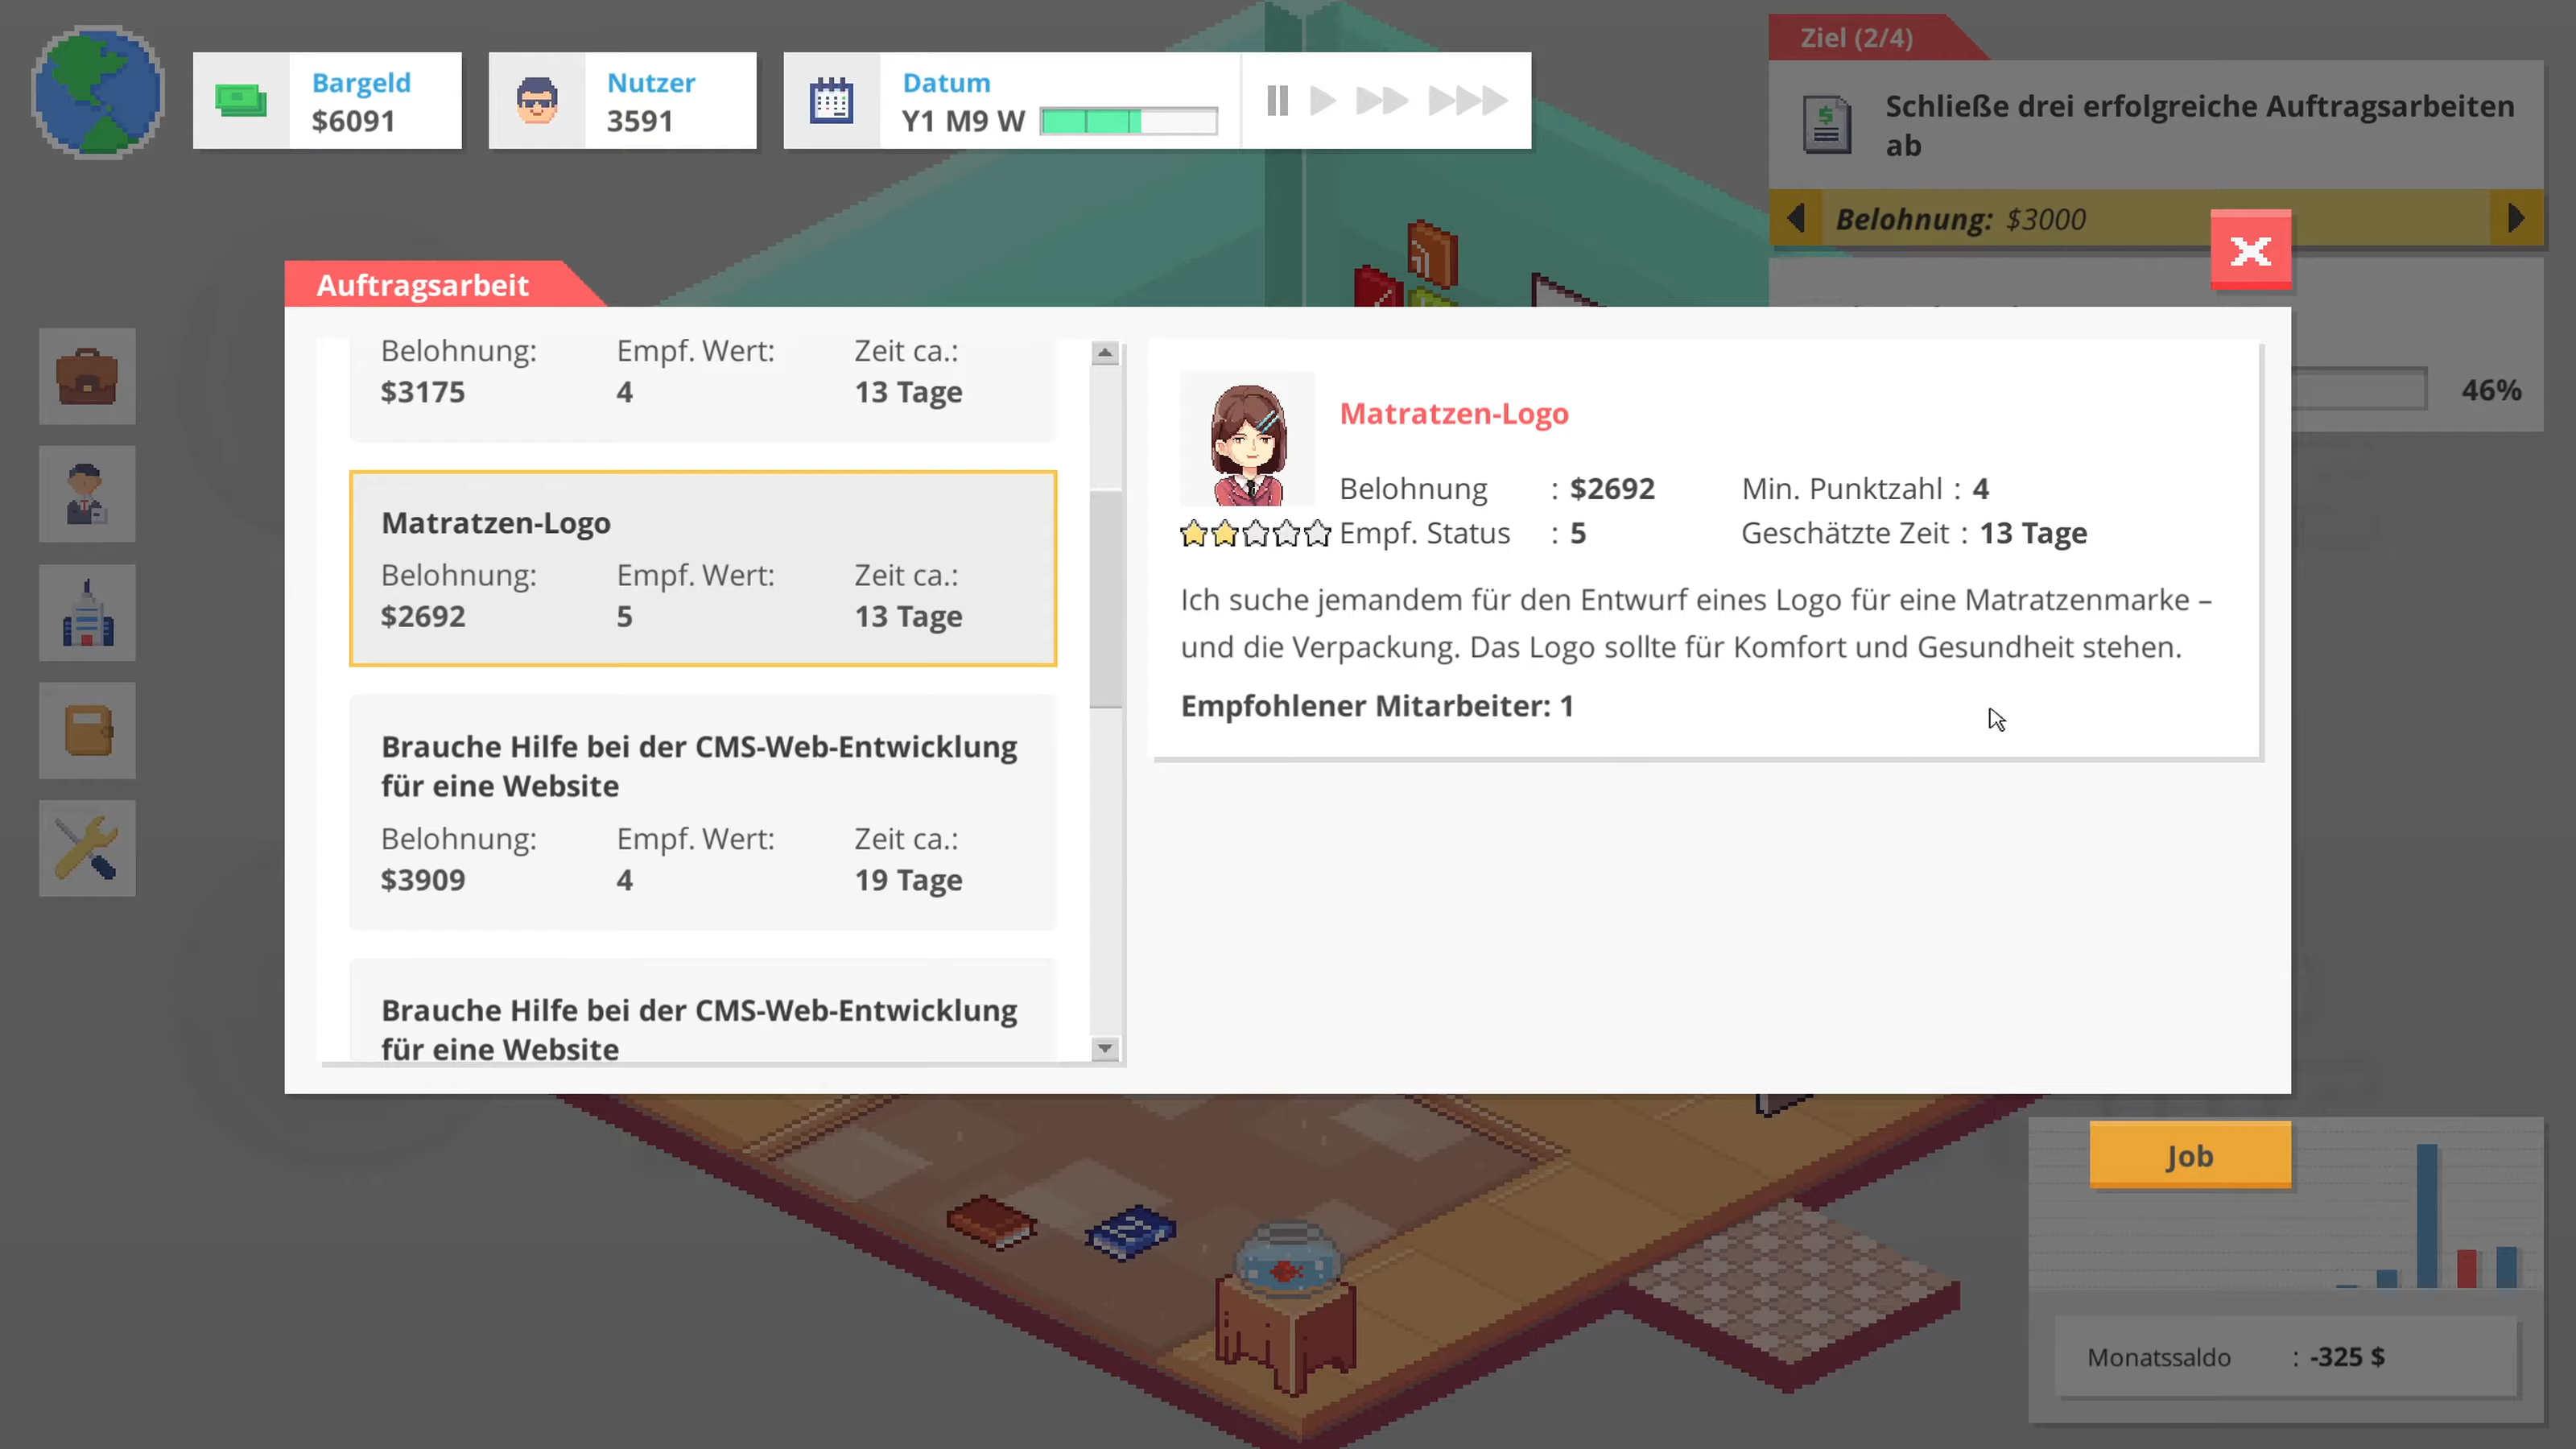 Bargeld
$6091
Nutzer
3591
Datum
Y1 M9 W
Ziel (2/4)
Schließe drei erfolgreiche Auftragsarbeiten
ab
Belohnung: $3000
46%
Auftragsarbeit
Belohnung: Empf. Wert: Zeit ca.:
$3175 4 13 Tage
Matratzen-Logo
Belohnung: Empf. Wert: Zeit ca.:
$2692 5 13 Tage
Brauche Hilfe bei der CMS-Web-Entwicklung
für eine Website
Belohnung: Empf. Wert: Zeit ca.:
$3909 4 19 Tage
Brauche Hilfe bei der CMS-Web-Entwicklung
für eine Website
Matratzen-Logo
Belohnung : $2692 Min. Punktzahl : 4
Empf. Status : 5 Geschätzte Zeit : 13 Tage
Ich suche jemandem für den Entwurf eines Logo für eine Matratzenmarke –
und die Verpackung. Das Logo sollte für Komfort und Gesundheit stehen.
Empfohlener Mitarbeiter: 1
Job
Monatssaldo : -325 $